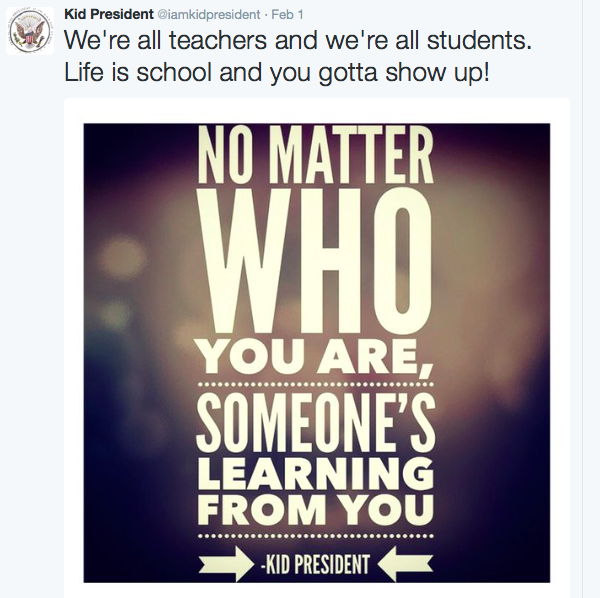 Kid President @iamkidpresident · Feb 1
We're all teachers and we're all students.
Life is school and you gotta show up!
NO MATTER
WHO
YOU ARE,
SOMEONE'S
LEARNING
FROM YOU
-KID PRESIDENT